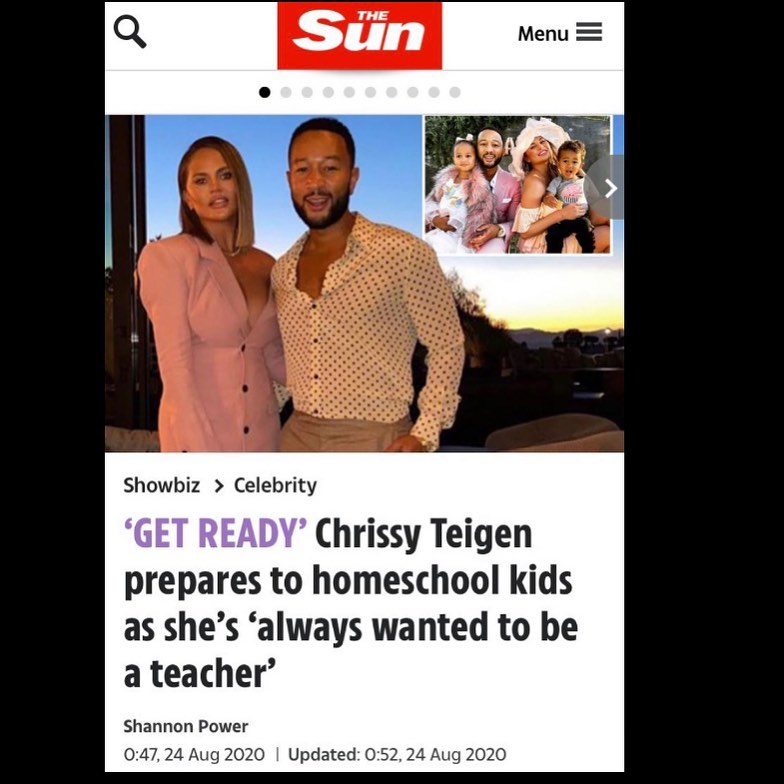 THE
Sun
Menu
Showbiz > Celebrity
‘GET READY’ Chrissy Teigen
prepares to homeschool kids
as she’s ‘always wanted to be
a teacher’
Shannon Power
0:47, 24 Aug 2020 | Updated: 0:52, 24 Aug 2020